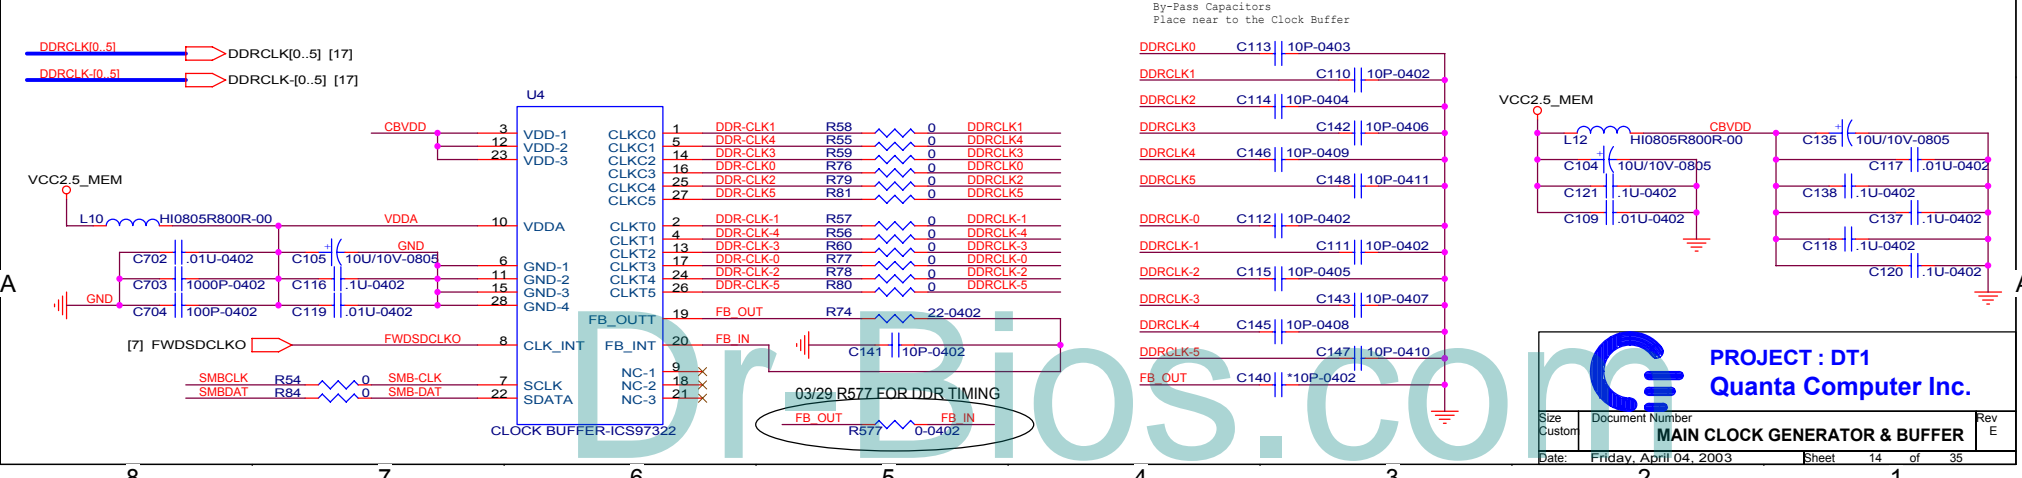 By-Pass Capacitors
Place near to the Clock Buffer
DDRCLK[0..5] DDRCLK[0..5] [17]
DDRCLK-[0..5] DDRCLK-[0..5] [17]
U4
CBVDD 3 VDD-1 CLKC0 1 DDR-CLK1 R58 0 DDRCLK1
12 VDD-2 CLKC1 5 DDR-CLK4 R55 0 DDRCLK4
23 VDD-3 CLKC2 14 DDR-CLK3 R59 0 DDRCLK3
CLKC3 16 DDR-CLK0 R76 0 DDRCLK0
CLKC4 25 DDR-CLK2 R79 0 DDRCLK2
CLKC5 27 DDR-CLK5 R81 0 DDRCLK5
VCC2.5_MEM
L10 HI0805R800R-00 VDDA 10 VDDA CLKT0 2 DDR-CLK-1 R57 0 DDRCLK-1
CLKT1 4 DDR-CLK-4 R56 0 DDRCLK-4
CLKT2 13 DDR-CLK-3 R60 0 DDRCLK-3
CLKT3 17 DDR-CLK-0 R77 0 DDRCLK-0
CLKT4 24 DDR-CLK-2 R78 0 DDRCLK-2
CLKT5 26 DDR-CLK-5 R80 0 DDRCLK-5
C702 .01U-0402 C105 + 10U/10V-0805 GND
6 GND-1
C703 1000P-0402 C116 .1U-0402 11 GND-2
15 GND-3
GND C704 100P-0402 C119 .01U-0402 28 GND-4
FB_OUTT 19 FB_OUT R74 22-0402
[7] FWDSDCLKO FWDSDCLKO 8 CLK_INT FB_INT 20 FB_IN
C141 10P-0402
NC-1 9
SMBCLK R54 0 SMB-CLK 7 SCLK NC-2 18
SMBDAT R84 0 SMB-DAT 22 SDATA NC-3 21
CLOCK BUFFER-ICS97322
03/29 R577 FOR DDR TIMING
FB_OUT FB_IN
R577 0-0402
DDRCLK0 C113 10P-0403
DDRCLK1 C110 10P-0402
DDRCLK2 C114 10P-0404
DDRCLK3 C142 10P-0406
DDRCLK4 C146 10P-0409
DDRCLK5 C148 10P-0411
DDRCLK-0 C112 10P-0402
DDRCLK-1 C111 10P-0402
DDRCLK-2 C115 10P-0405
DDRCLK-3 C143 10P-0407
DDRCLK-4 C145 10P-0408
DDRCLK-5 C147 10P-0410
FB_OUT C140 *10P-0402
VCC2.5_MEM
L12 HI0805R800R-00 CBVDD
C104 + 10U/10V-0805
C121 .1U-0402
C109 .01U-0402
C135 + 10U/10V-0805
C117 .01U-0402
C138 .1U-0402
C137 .1U-0402
C118 .1U-0402
C120 .1U-0402
A A
Dr-Bios.com
PROJECT : DT1
Quanta Computer Inc.
Size Document Number Rev
Custom MAIN CLOCK GENERATOR & BUFFER E
Date: Friday, April 04, 2003 Sheet 14 of 35
8 7 6 5 4 3 2 1